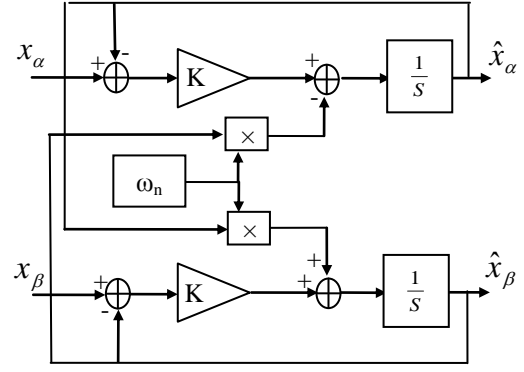 x_α + - K + - 1/S x̂_α
×
ω_n
×
x_β + - K + + 1/S x̂_β